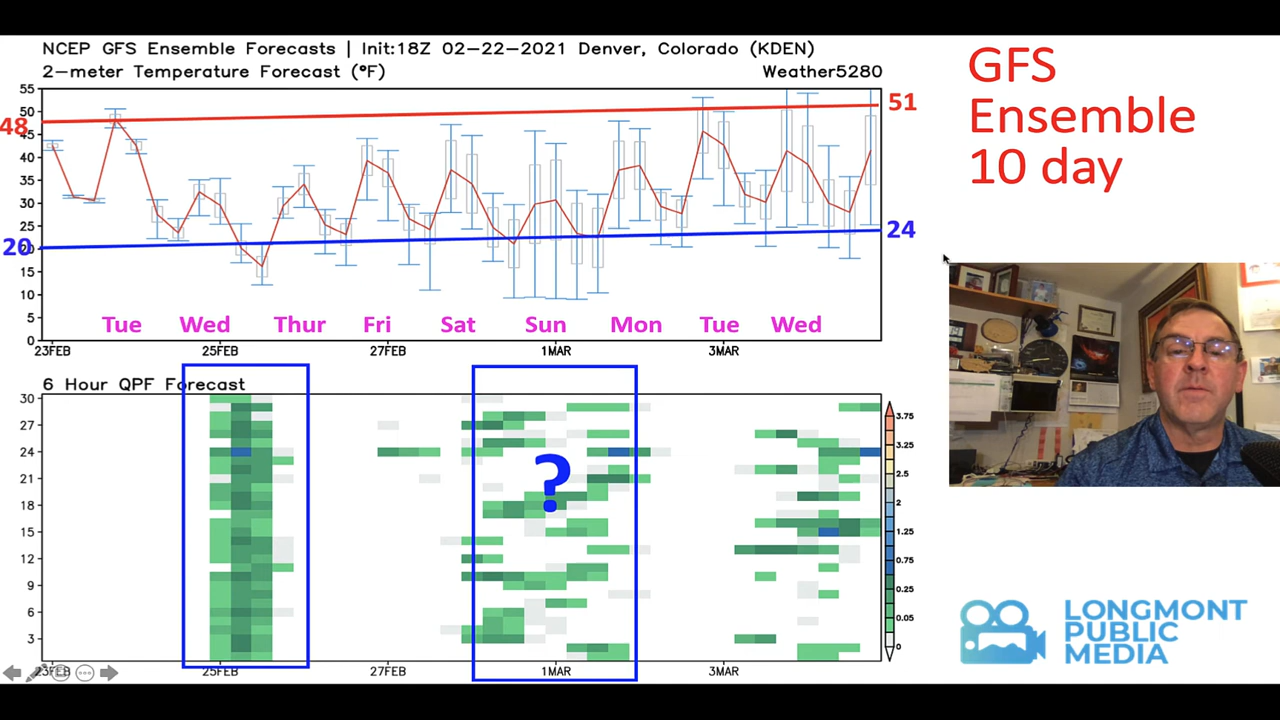 NCEP GFS Ensemble Forecasts | Init:18Z 02-22-2021 Denver, Colorado (KDEN)
2-meter Temperature Forecast (°F)
Weather5280
GFS
Ensemble
10 day
55
50
45
40
35
30
25
20
15
10
5
0
48
51
20
24
Tue Wed Thur Fri Sat Sun Mon Tue Wed
23FEB 25FEB 27FEB 1MAR 3MAR
6 Hour QPF Forecast
30
27
24
21
18
15
12
9
6
3
?
3.75
3.25
2.5
2
1.25
0.75
0.25
0.05
0
23FEB 25FEB 27FEB 1MAR 3MAR
LONGMONT
PUBLIC
MEDIA